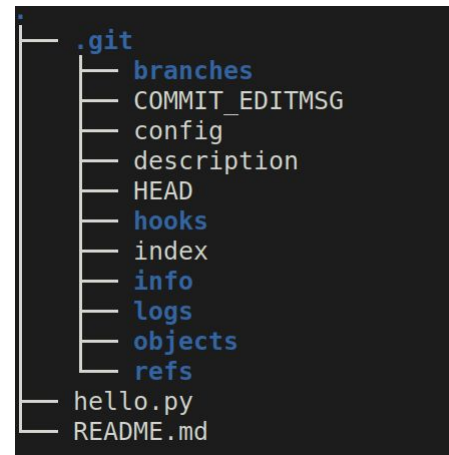 .
.git
branches
COMMIT_EDITMSG
config
description
HEAD
hooks
index
info
logs
objects
refs
hello.py
README.md